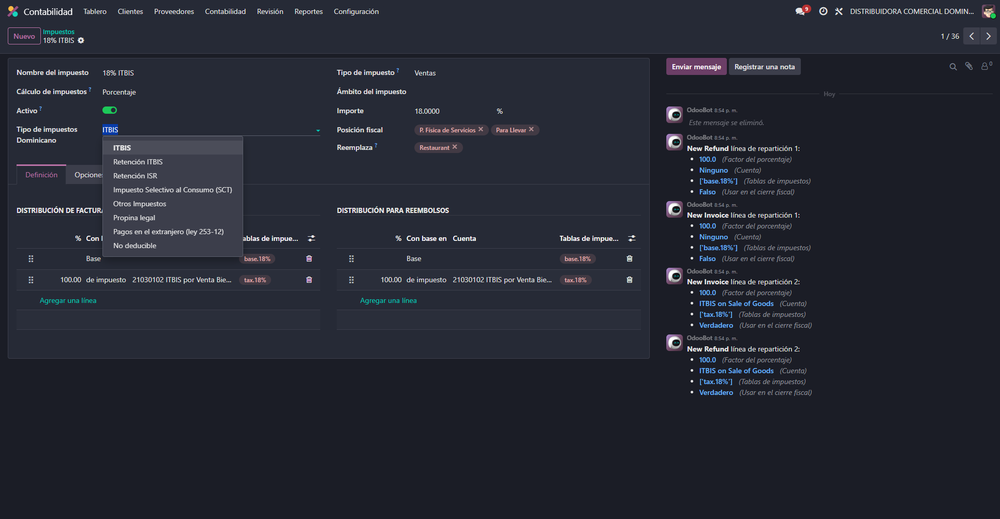 Contabilidad Tablero Clientes Proveedores Contabilidad Revisión Reportes Configuración 9 DISTRIBUIDORA COMERCIAL DOMIN...
Nuevo
Impuestos
18% ITBIS
1 / 36
Nombre del impuesto 18% ITBIS
Cálculo de impuestos ? Porcentaje
Activo ?
Tipo de impuestos Dominicano ITBIS
ITBIS
Retención ITBIS
Retención ISR
Impuesto Selectivo al Consumo (SCT)
Otros Impuestos
Propina legal
Pagos en el extranjero (ley 253-12)
No deducible
Tipo de impuesto ? Ventas
Ámbito del impuesto
Importe 18.0000 %
Posición fiscal P. Física de Servicios Para Llevar
Reemplaza ? Restaurant
Definición Opciones
DISTRIBUCIÓN DE FACTURA
% Con ablas de impue...
Base base.18%
100.00 de impuesto 21030102 ITBIS por Venta Bie... tax.18%
Agregar una línea
DISTRIBUCIÓN PARA REEMBOLSOS
% Con base en Cuenta Tablas de impue...
Base base.18%
100.00 de impuesto 21030102 ITBIS por Venta Bie... tax.18%
Agregar una línea
Enviar mensaje Registrar una nota 0
Hoy
OdooBot 8:54 p. m.
Este mensaje se eliminó.
OdooBot 8:54 p. m.
New Refund línea de repartición 1:
• 100.0 (Factor del porcentaje)
• Ninguno (Cuenta)
• ['base.18%'] (Tablas de impuestos)
• Falso (Usar en el cierre fiscal)
OdooBot 8:54 p. m.
New Invoice línea de repartición 1:
• 100.0 (Factor del porcentaje)
• Ninguno (Cuenta)
• ['base.18%'] (Tablas de impuestos)
• Falso (Usar en el cierre fiscal)
OdooBot 8:54 p. m.
New Invoice línea de repartición 2:
• 100.0 (Factor del porcentaje)
• ITBIS on Sale of Goods (Cuenta)
• ['tax.18%'] (Tablas de impuestos)
• Verdadero (Usar en el cierre fiscal)
OdooBot 8:54 p. m.
New Refund línea de repartición 2:
• 100.0 (Factor del porcentaje)
• ITBIS on Sale of Goods (Cuenta)
• ['tax.18%'] (Tablas de impuestos)
• Verdadero (Usar en el cierre fiscal)